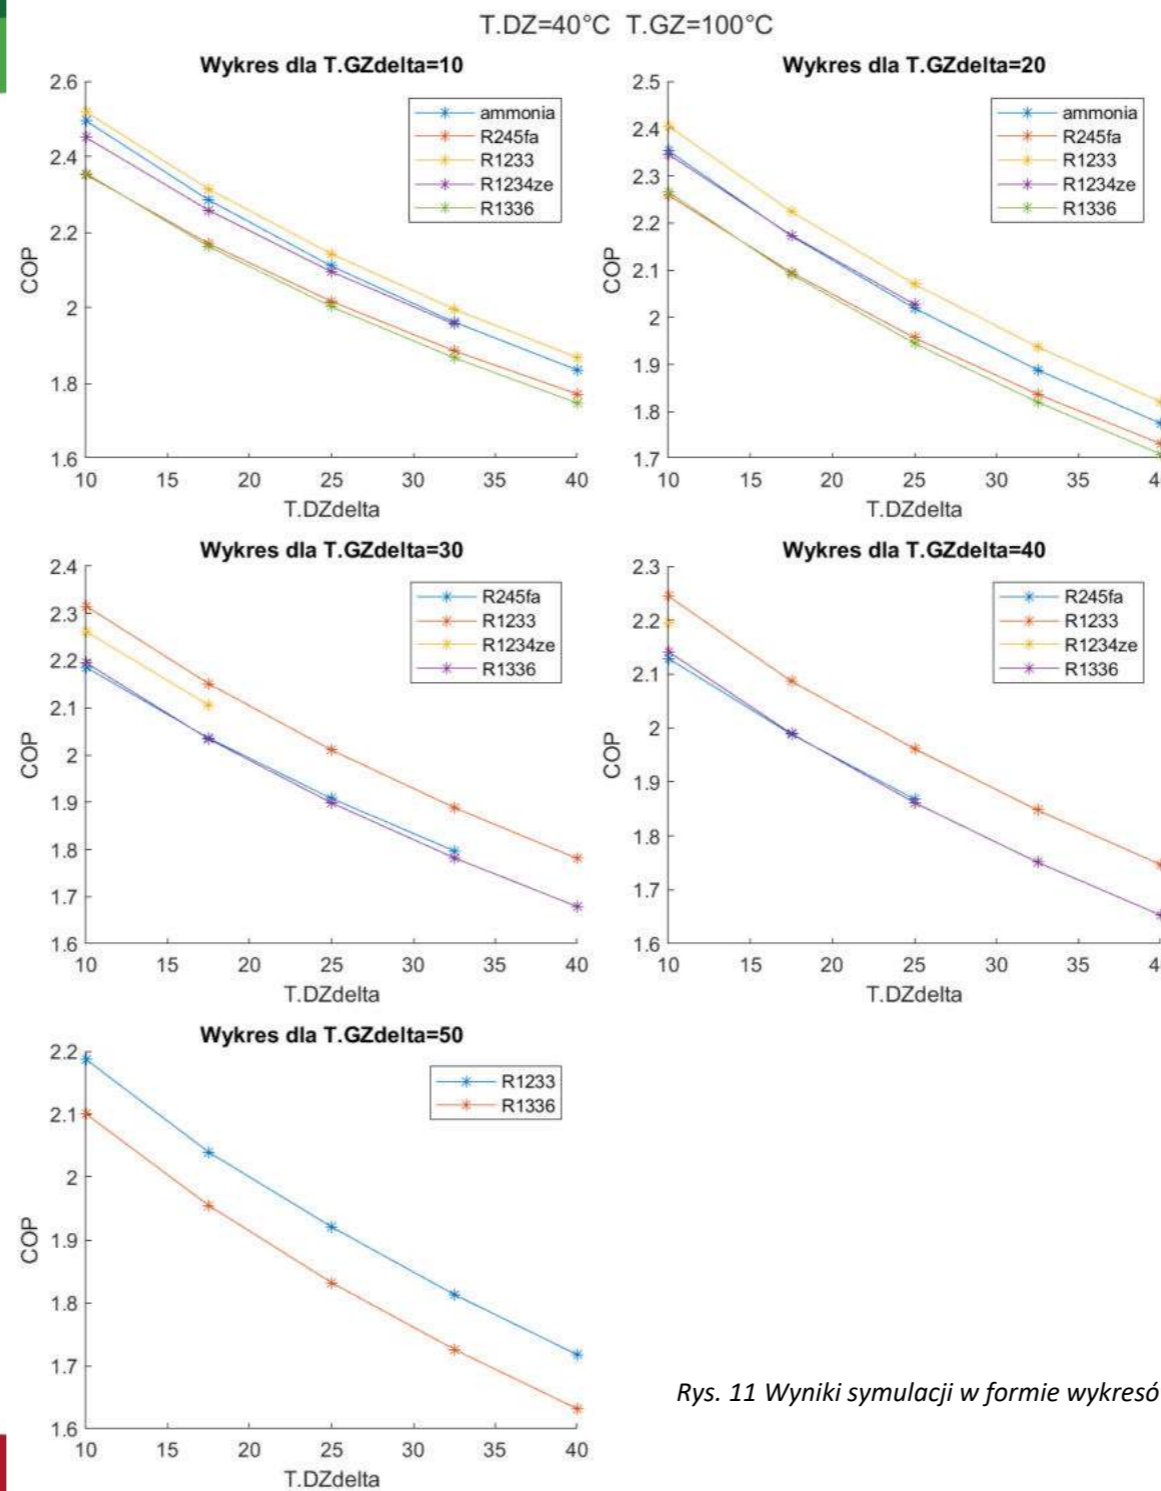 T.DZ=40°C T.GZ=100°C
Wykres dla T.GZdelta=10
2.6
2.4
2.2
2
1.8
1.6
COP
ammonia
R245fa
R1233
R1234ze
R1336
10 15 20 25 30 35 40
T.DZdelta
Wykres dla T.GZdelta=20
2.5
2.4
2.3
2.2
2.1
2
1.9
1.8
1.7
COP
ammonia
R245fa
R1233
R1234ze
R1336
10 15 20 25 30 35 4
T.DZdelta
Wykres dla T.GZdelta=30
2.4
2.3
2.2
2.1
2
1.9
1.8
1.7
1.6
COP
R245fa
R1233
R1234ze
R1336
10 15 20 25 30 35 40
T.DZdelta
Wykres dla T.GZdelta=40
2.3
2.2
2.1
2
1.9
1.8
1.7
1.6
COP
R245fa
R1233
R1234ze
R1336
10 15 20 25 30 35 4
T.DZdelta
Wykres dla T.GZdelta=50
2.2
2.1
2
1.9
1.8
1.7
1.6
COP
R1233
R1336
10 15 20 25 30 35 40
T.DZdelta
Rys. 11 Wyniki symulacji w formie wykresó